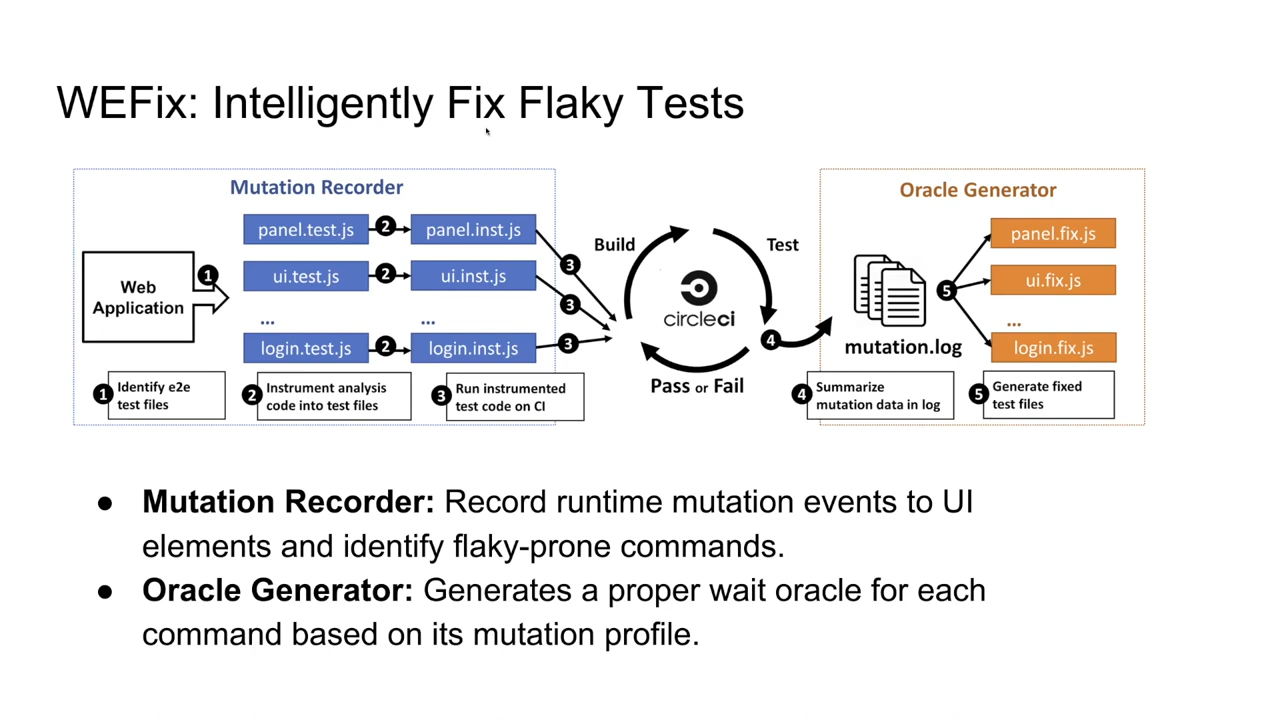 WEFix: Intelligently Fix Flaky Tests
Mutation Recorder
Web
Application
1
panel.test.js
2
panel.inst.js
ui.test.js
2
ui.inst.js
...
...
login.test.js
2
login.inst.js
3
3
3
1
Identify e2e
test files
2
Instrument analysis
code into test files
3
Run instrumented
test code on CI
Build
Test
circleci
Pass or Fail
4
Oracle Generator
mutation.log
5
panel.fix.js
ui.fix.js
...
login.fix.js
4
Summarize
mutation data in log
5
Generate fixed
test files
● Mutation Recorder: Record runtime mutation events to UI
elements and identify flaky-prone commands.
● Oracle Generator: Generates a proper wait oracle for each
command based on its mutation profile.